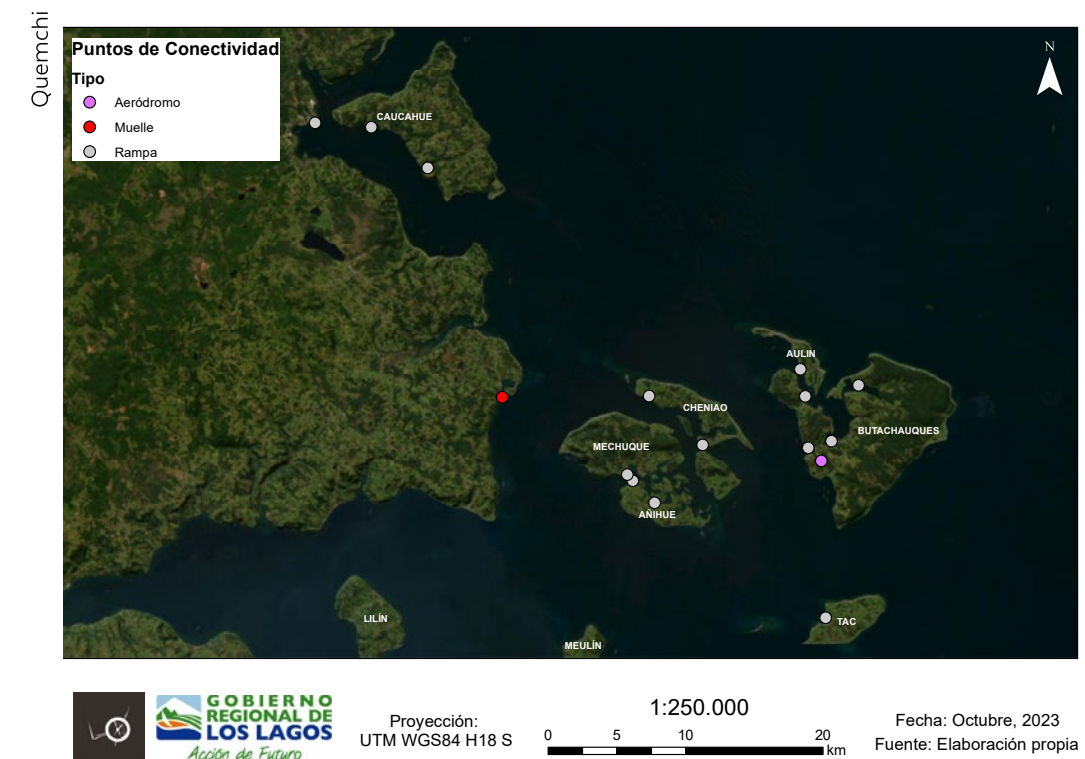 Quemchi
Puntos de Conectividad
Tipo
Aeródromo
Muelle
Rampa
N
CAUCAHUE
AULIN
CHENIAO
BUTACHAUQUES
MECHUQUE
AÑIHUE
LILÍN
TAC
MEULÍN
GOBIERNO
REGIONAL DE
LOS LAGOS
Acción de Futuro
Proyección:
UTM WGS84 H18 S
1:250.000
0 5 10 20
km
Fecha: Octubre, 2023
Fuente: Elaboración propia